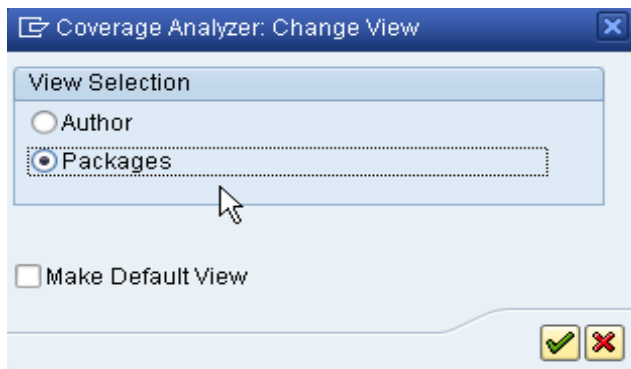 Coverage Analyzer: Change View
View Selection
Author
Packages
Make Default View